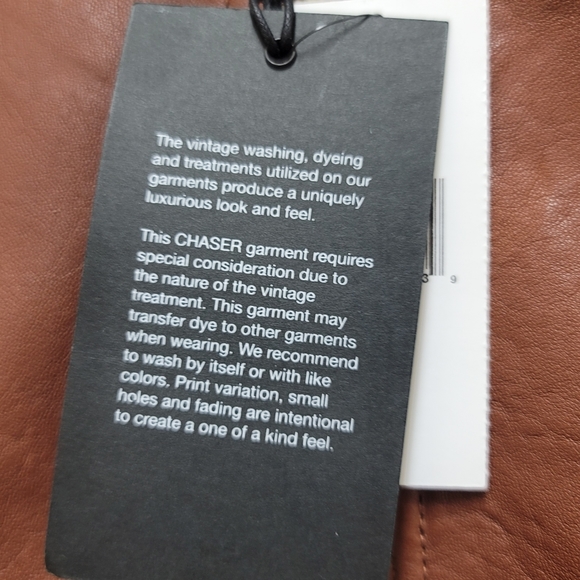 The vintage washing, dyeing
and treatments utilized on our
garments produce a uniquely
luxurious look and feel.
This CHASER garment requires
special consideration due to
the nature of the vintage
treatment. This garment may
transfer dye to other garments
when wearing. We recommend
to wash by itself or with like
colors. Print variation, small
holes and fading are intentional
to create a one of a kind feel.
3 9